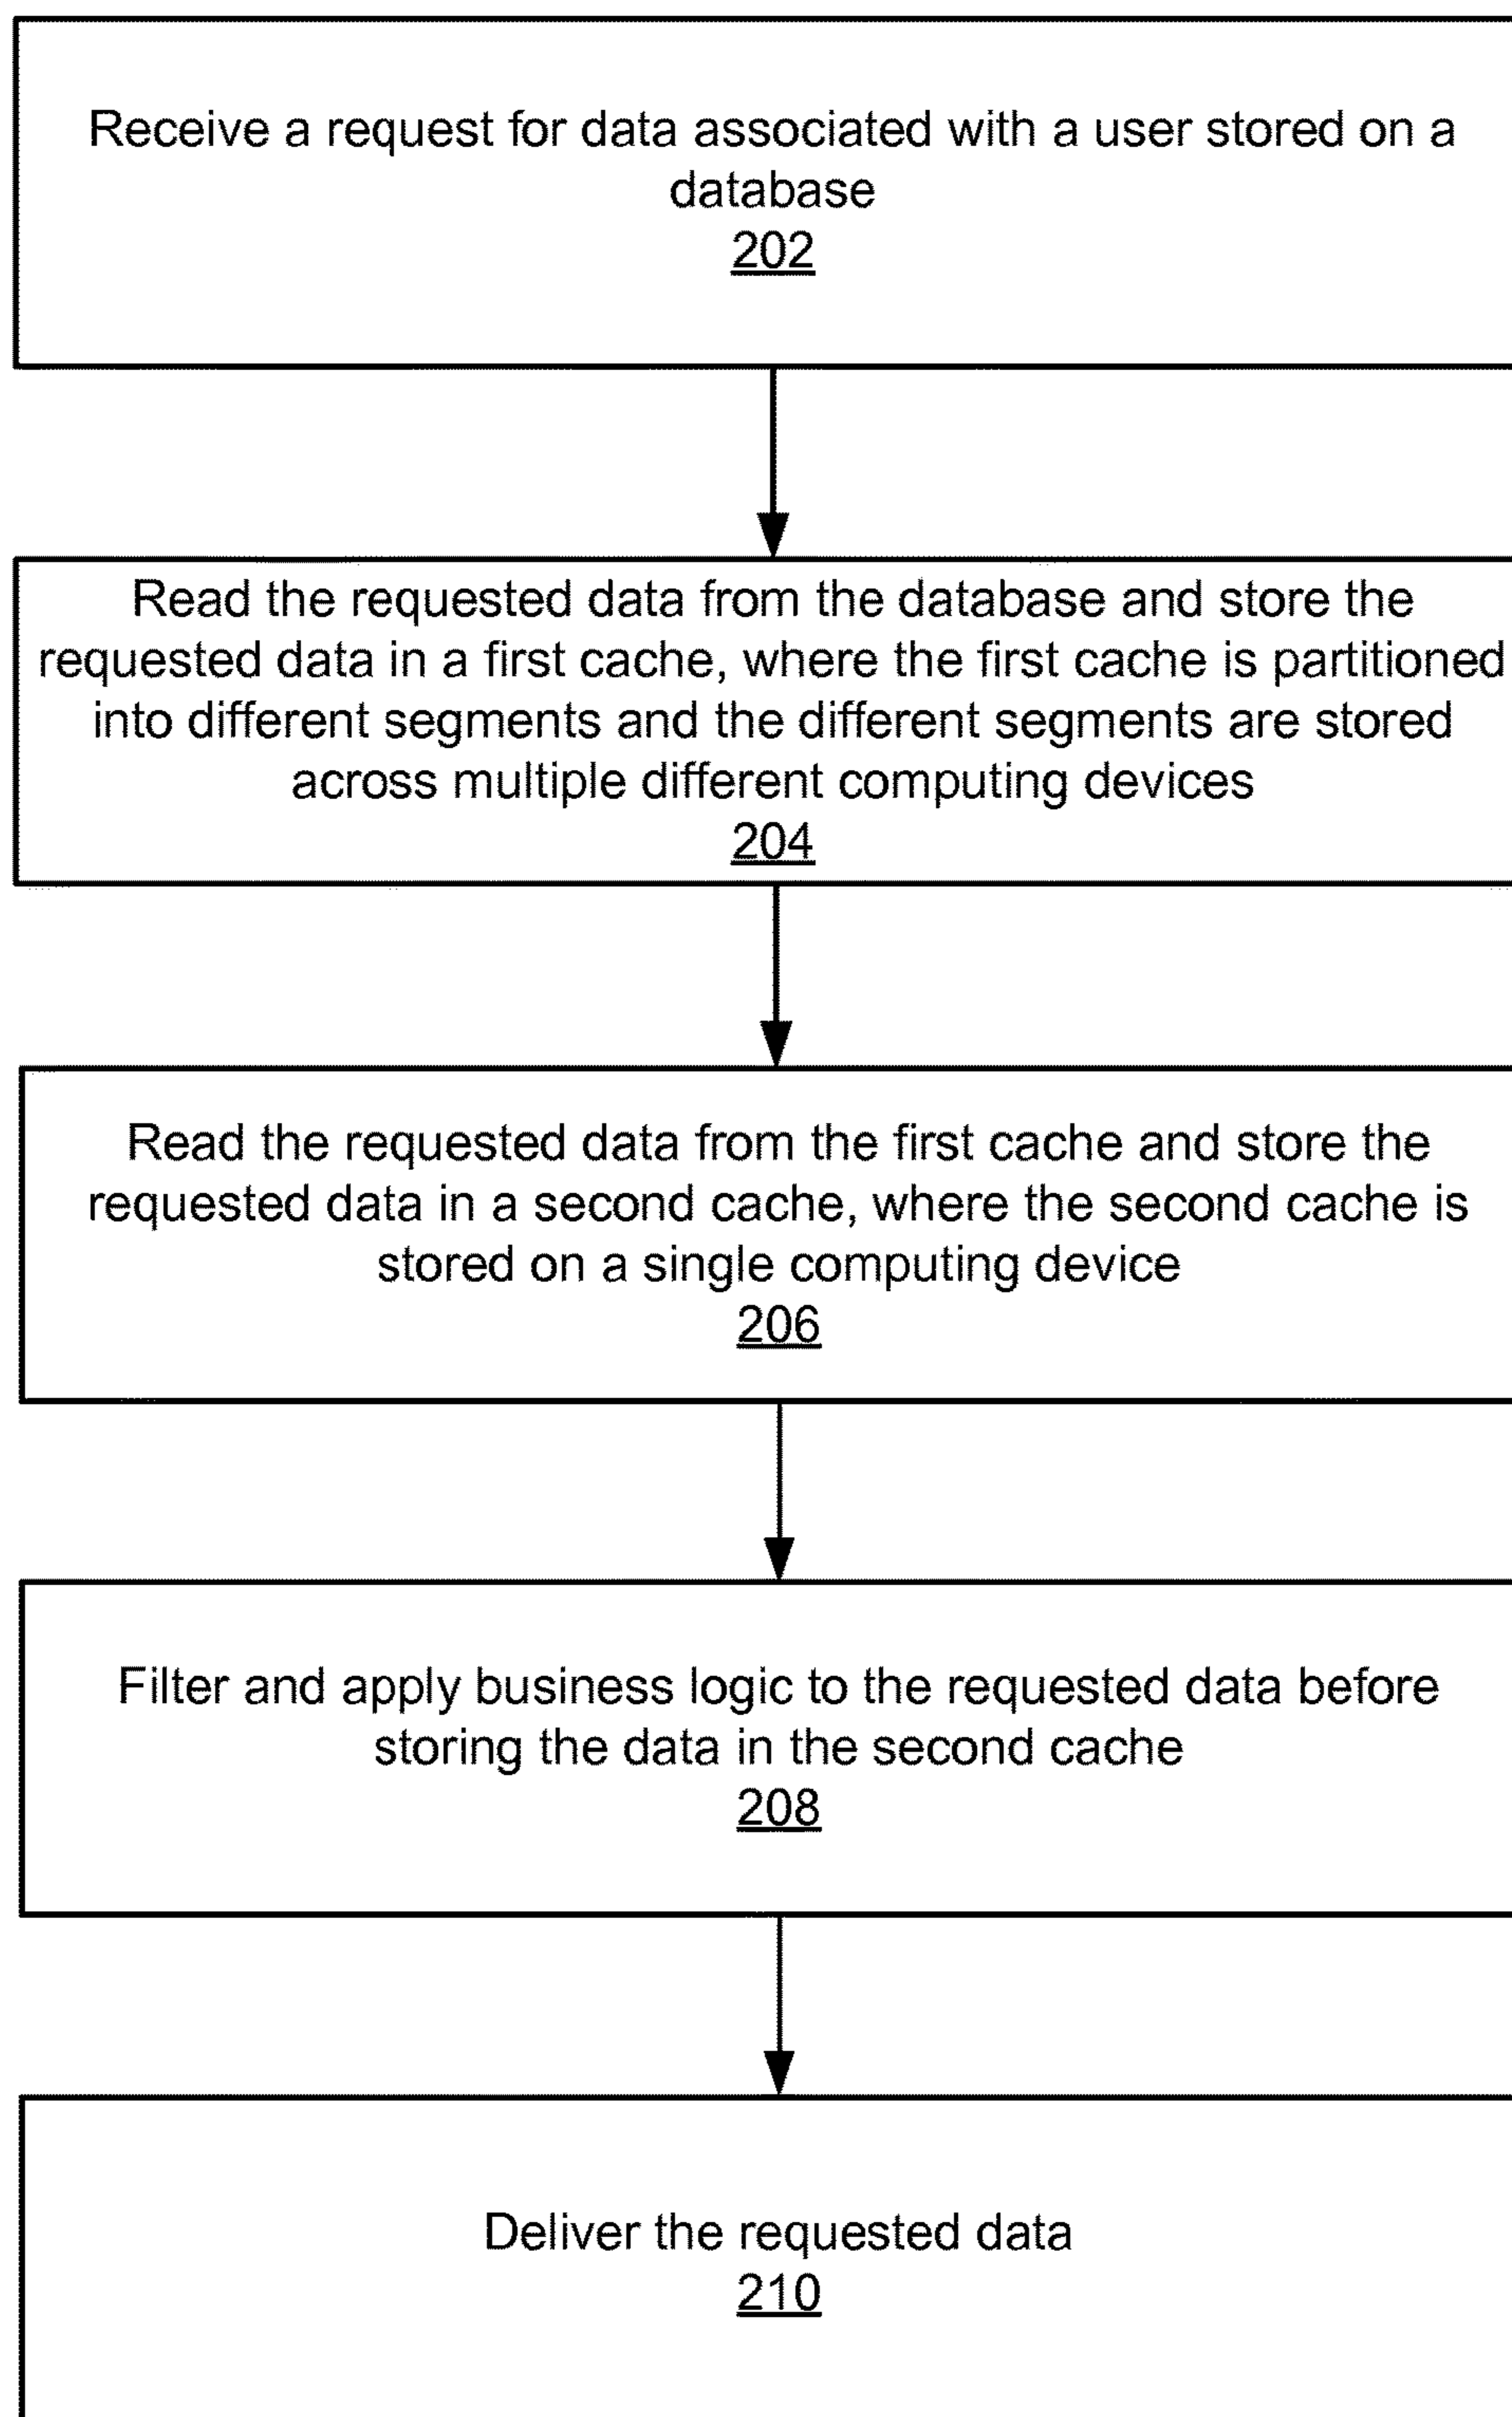 Receive a request for data associated with a user stored on a
database
202
Read the requested data from the database and store the
requested data in a first cache, where the first cache is partitioned
into different segments and the different segments are stored
across multiple different computing devices
204
Read the requested data from the first cache and store the
requested data in a second cache, where the second cache is
stored on a single computing device
206
Filter and apply business logic to the requested data before
storing the data in the second cache
208
Deliver the requested data
210